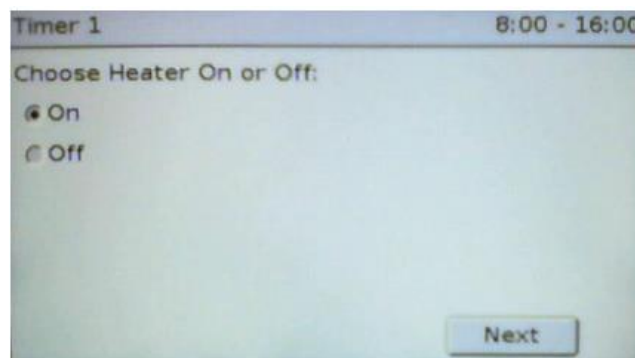 Timer 1 8:00 - 16:00
Choose Heater On or Off:
On
Off
Next